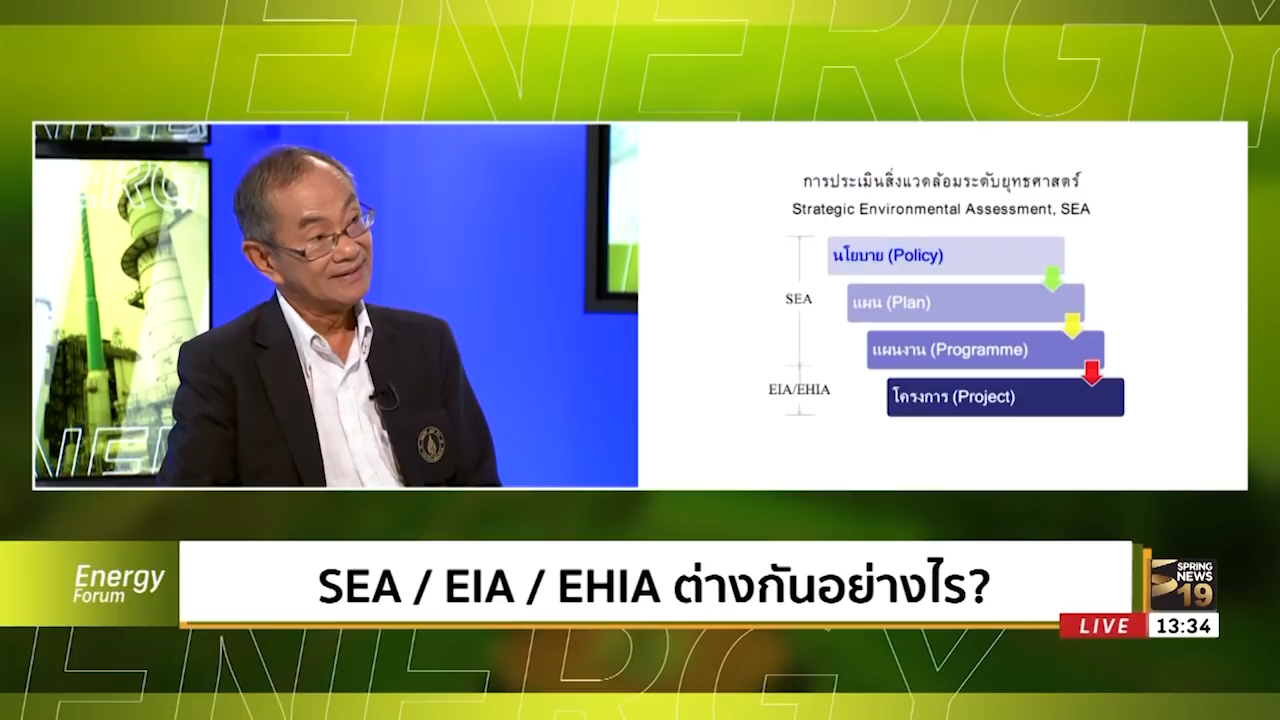 ENERGY
การประเมินสิ่งแวดล้อมระดับยุทธศาสตร์
Strategic Environmental Assessment, SEA
นโยบาย (Policy)
SEA
แผน (Plan)
แผนงาน (Programme)
EIA/EHIA
โครงการ (Project)
Energy
Forum
SEA / EIA / EHIA ต่างกันอย่างไร?
SPRING
NEWS
19
LIVE 13:34
ENERGY